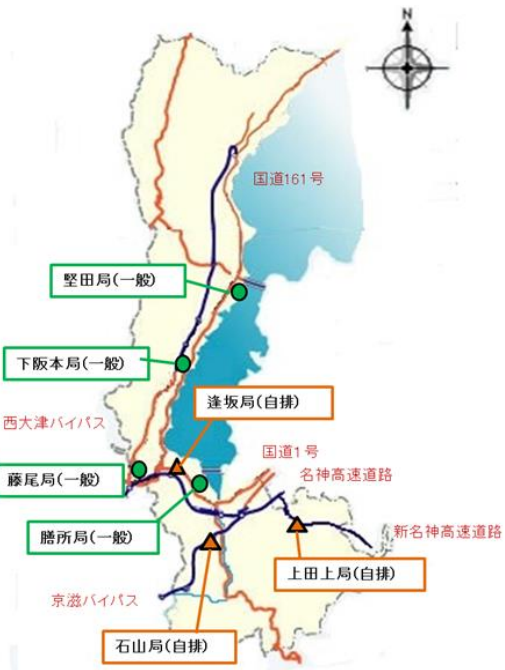 N
国道161号
堅田局(一般)
下阪本局(一般)
逢坂局(自排)
西大津バイパス
国道1号
名神高速道路
藤尾局(一般)
膳所局(一般)
新名神高速道路
上田上局(自排)
京滋バイパス
石山局(自排)